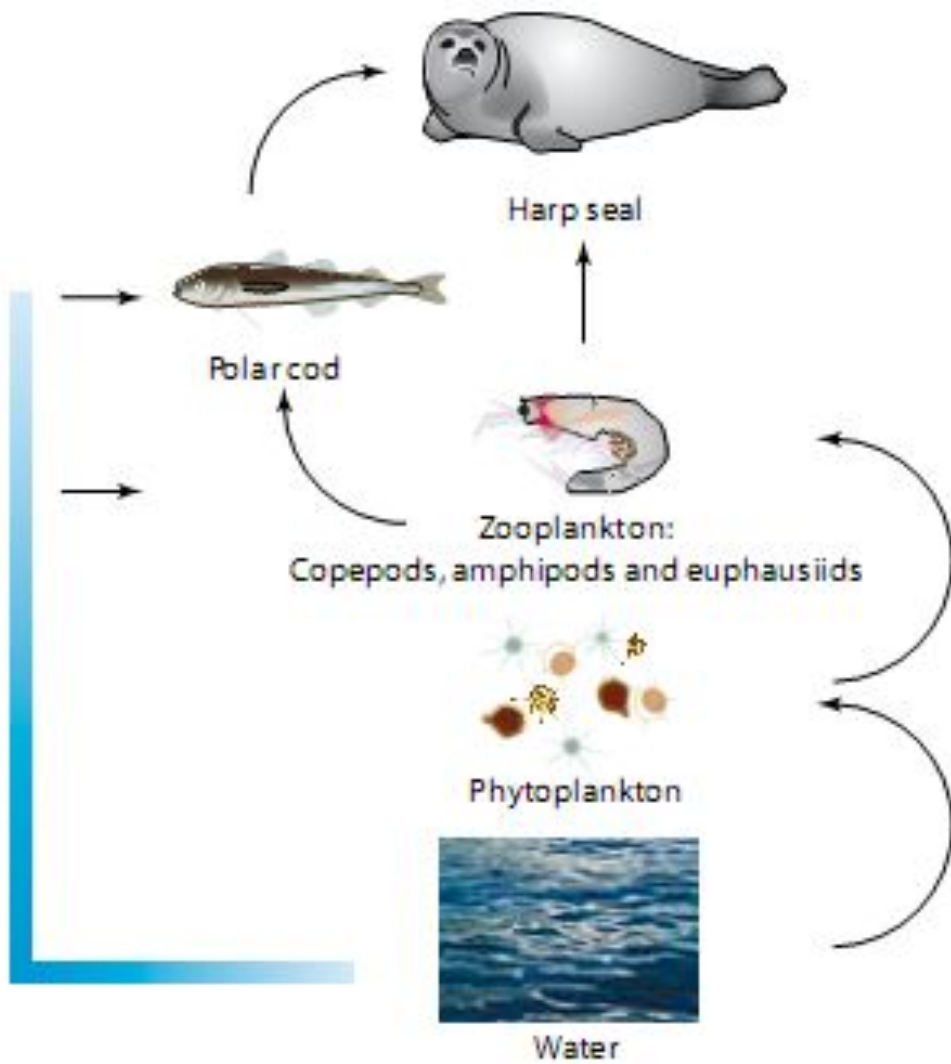 Harp seal
Polar cod
Zooplankton:
Copepods, amphipods and euphausiids
Phytoplankton
Water